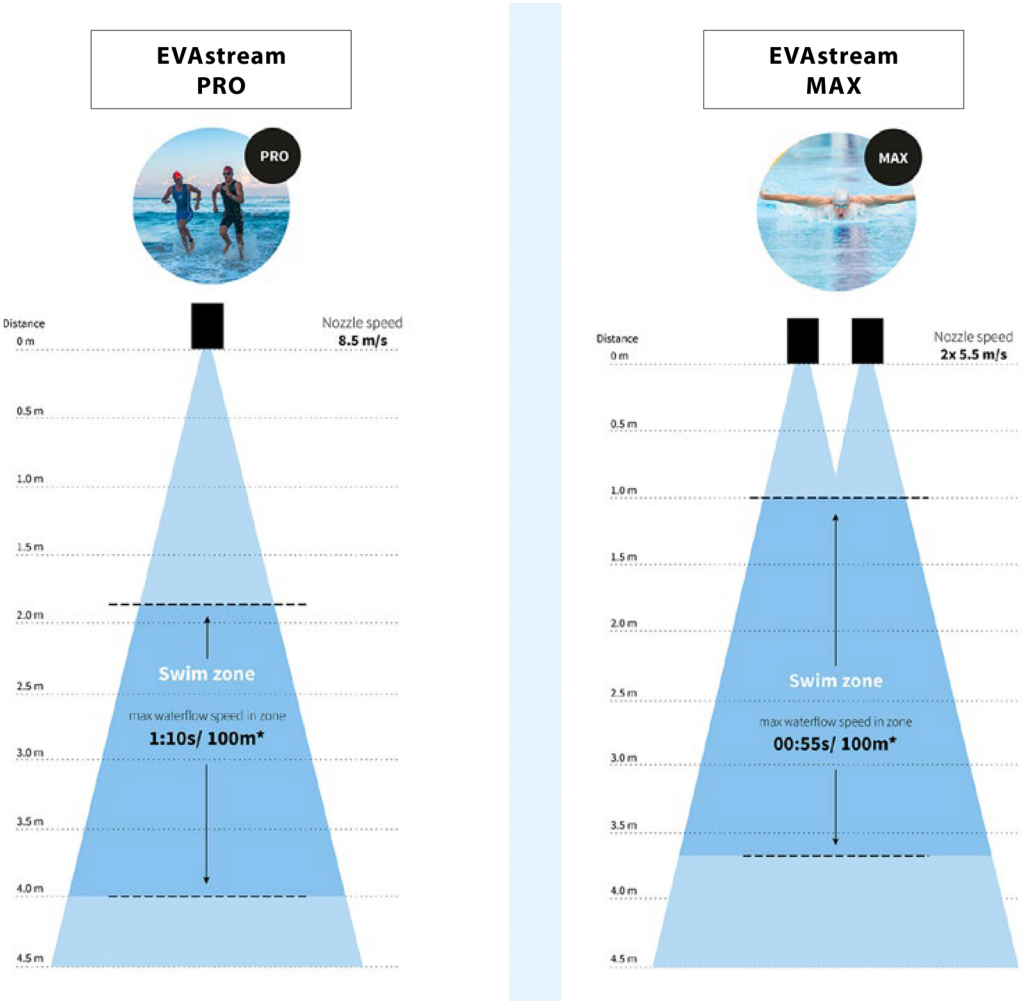 EVAstream
PRO
PRO
Distance
0 m
Nozzle speed
8.5 m/s
0.5 m
1.0 m
1.5 m
2.0 m
Swim zone
2.5 m
max waterflow speed in zone
1:10s/ 100m*
3.0 m
3.5 m
4.0 m
4.5 m
EVAstream
MAX
MAX
Distance
0 m
Nozzle speed
2x 5.5 m/s
0.5 m
1.0 m
1.5 m
2.0 m
Swim zone
2.5 m
max waterflow speed in zone
00:55s/ 100m*
3.0 m
3.5 m
4.0 m
4.5 m